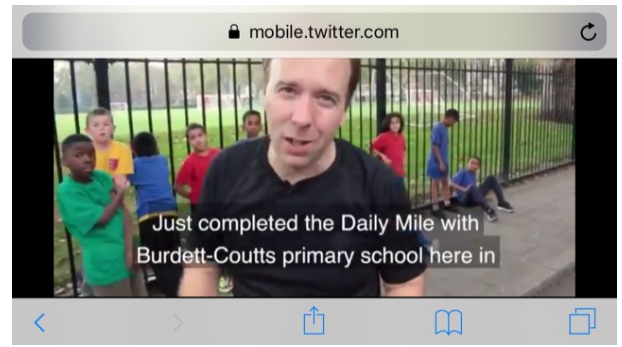 mobile.twitter.com
Just completed the Daily Mile with
Burdett-Coutts primary school here in